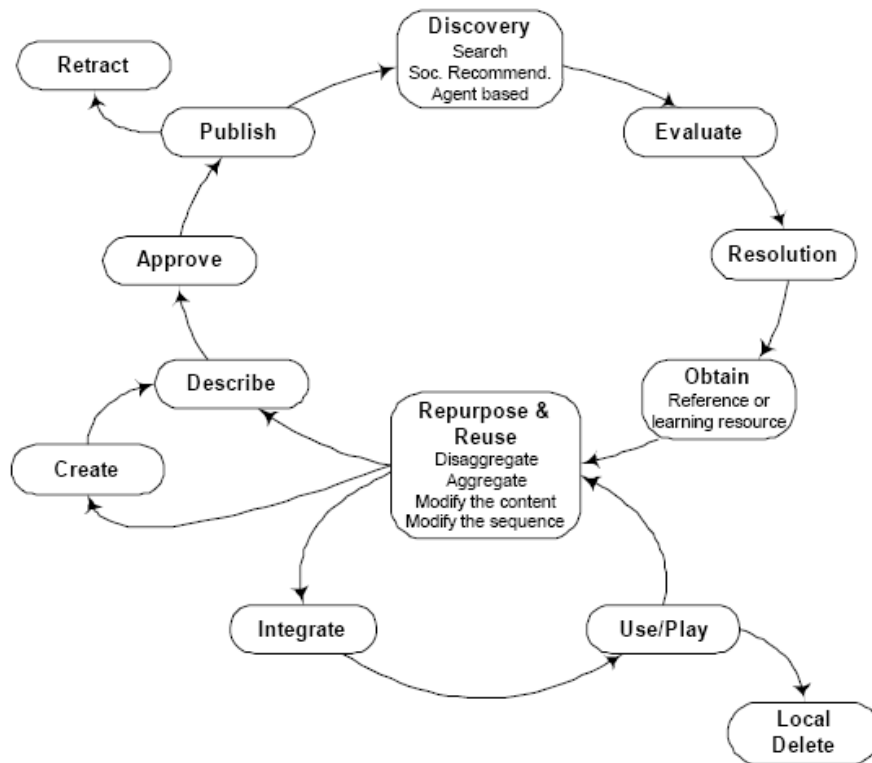 Discovery
Search
Soc. Recommend.
Agent based
Retract
Publish
Evaluate
Approve
Resolution
Describe
Obtain
Reference or
learning resource
Repurpose &
Reuse
Disaggregate
Aggregate
Modify the content
Modify the sequence
Create
Integrate
Use/Play
Local
Delete